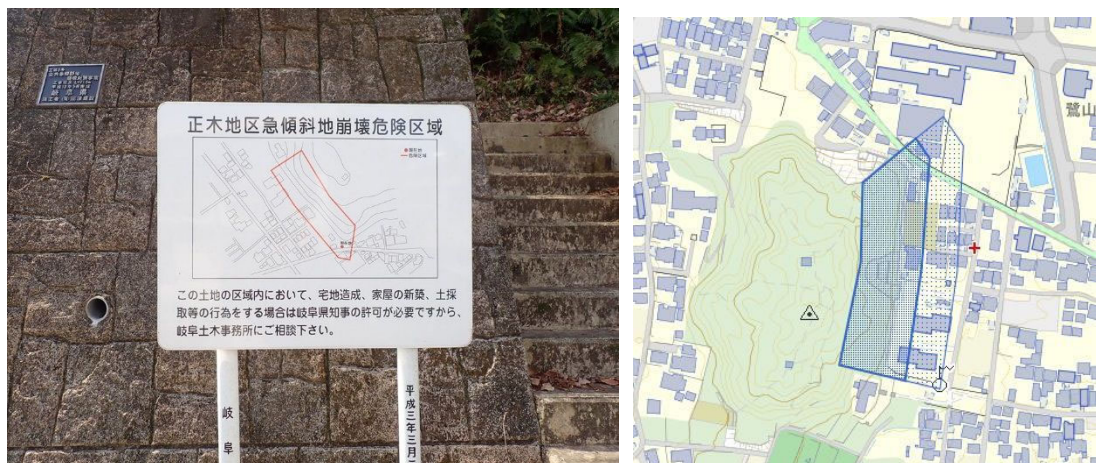 正木地区急傾斜地崩壊危険区域
この土地の区域内において、宅地造成、家屋の新築、土採
取等の行為をする場合は岐阜県知事の許可が必要ですから、
岐阜土木事務所にご相談下さい。
岐阜
平成三年三月
鷺山